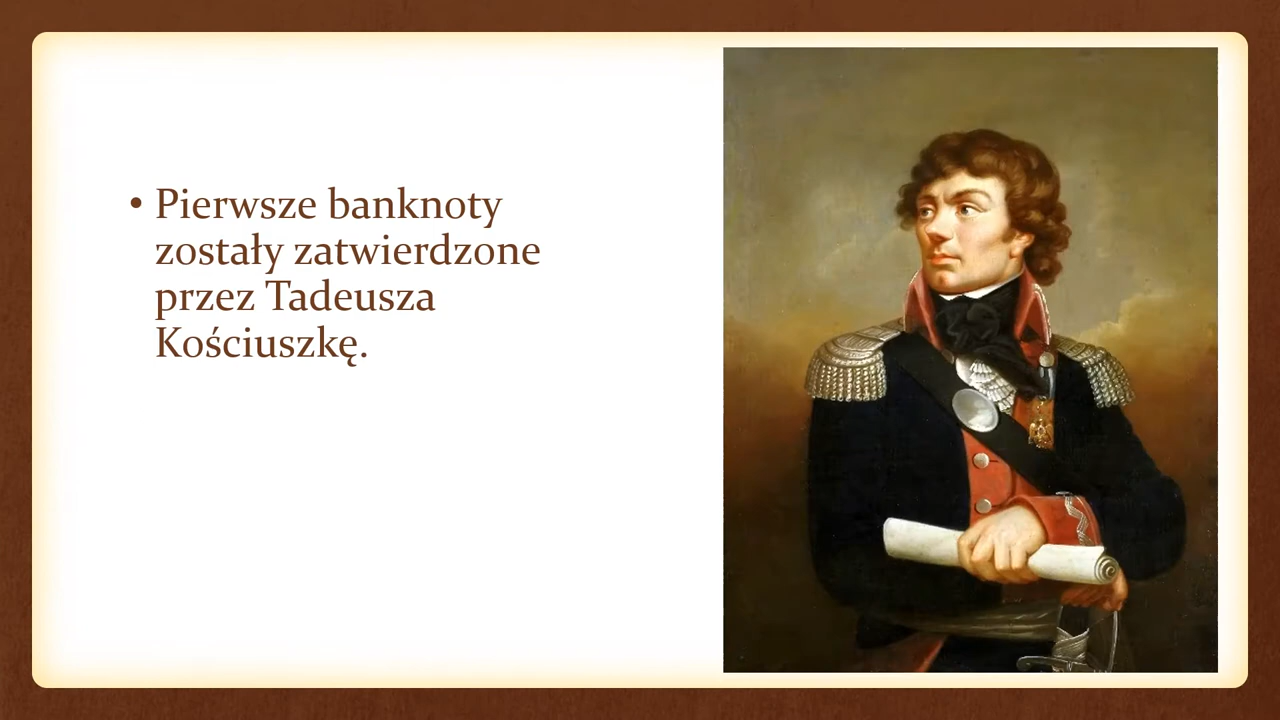 • Pierwsze banknoty
zostały zatwierdzone
przez Tadeusza
Kościuszkę.